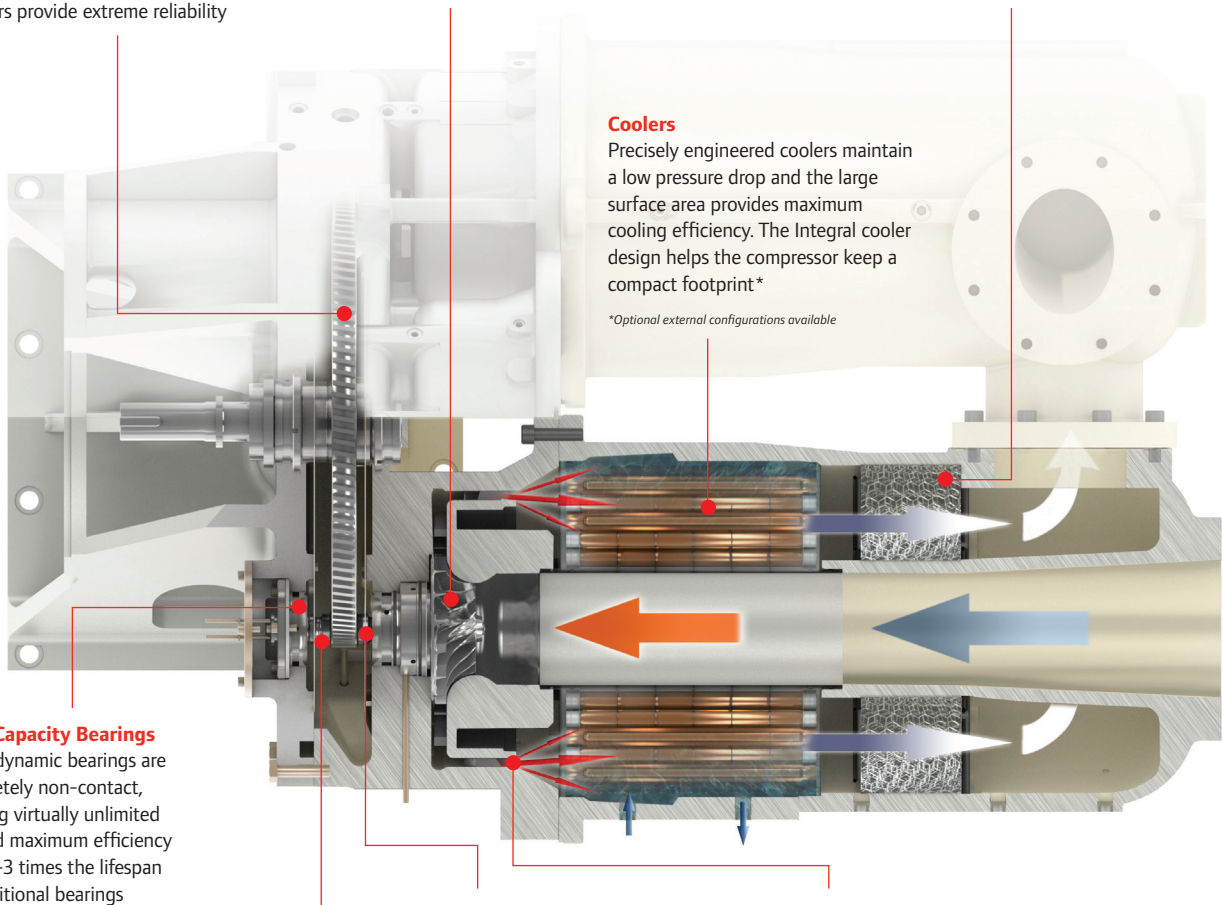 rs provide extreme reliability
Coolers
Precisely engineered coolers maintain
a low pressure drop and the large
surface area provides maximum
cooling efficiency. The Integral cooler
design helps the compressor keep a
compact footprint*
*Optional external configurations available
Capacity Bearings
dynamic bearings are
etely non-contact,
g virtually unlimited
d maximum efficiency
-3 times the lifespan
itional bearings